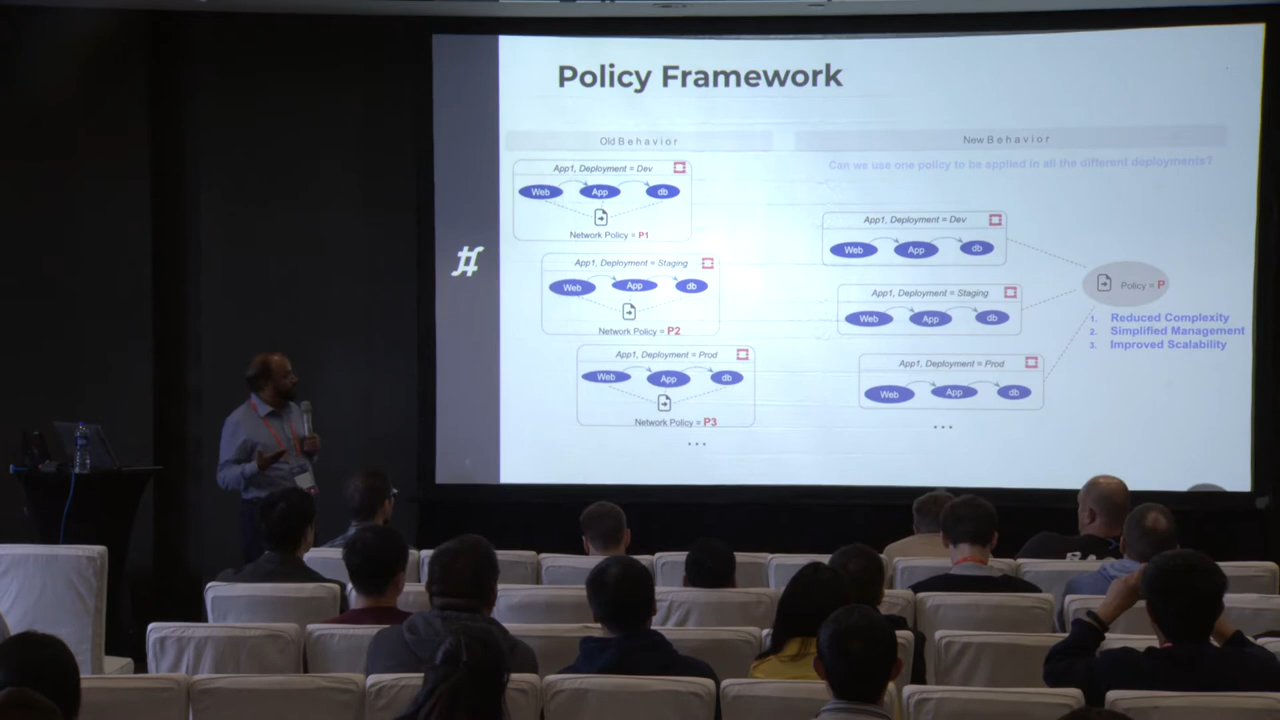 Policy Framework
Old Behavior
App1, Deployment = Dev
Web App db
Network Policy = P1
App1, Deployment = Staging
Web App db
Network Policy = P2
App1, Deployment = Prod
Web App db
Network Policy = P3
...
New Behavior
Can we use one policy to be applied in all the different deployments?
App1, Deployment = Dev
Web App db
App1, Deployment = Staging
Web App db
App1, Deployment = Prod
Web App db
...
Policy = P
1. Reduced Complexity
2. Simplified Management
3. Improved Scalability